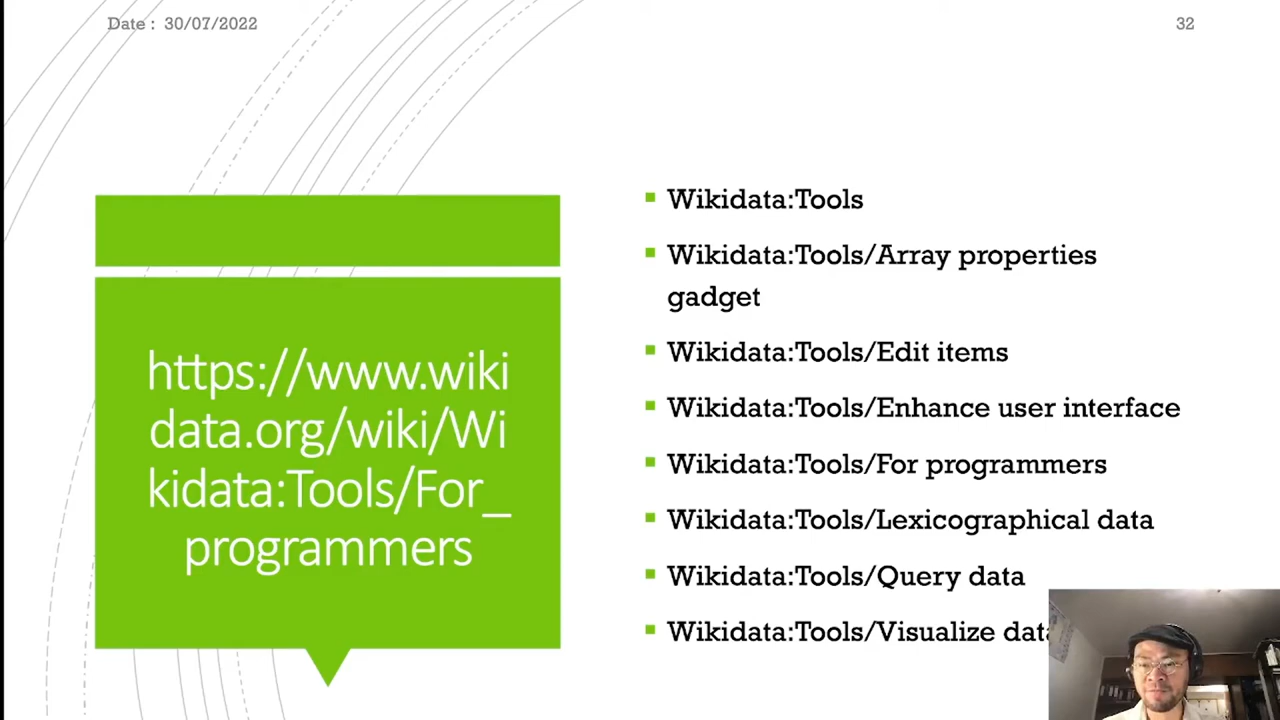 Date : 30/07/2022
32
https://www.wiki
data.org/wiki/Wi
kidata:Tools/For_
programmers
Wikidata:Tools
Wikidata:Tools/Array properties
gadget
Wikidata:Tools/Edit items
Wikidata:Tools/Enhance user interface
Wikidata:Tools/For programmers
Wikidata:Tools/Lexicographical data
Wikidata:Tools/Query data
Wikidata:Tools/Visualize data